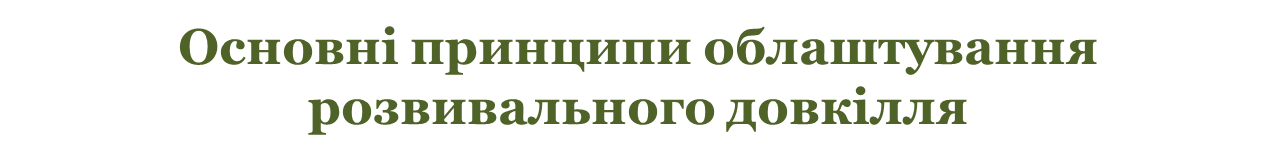 Основні принципи облаштування
розвивального довкілля